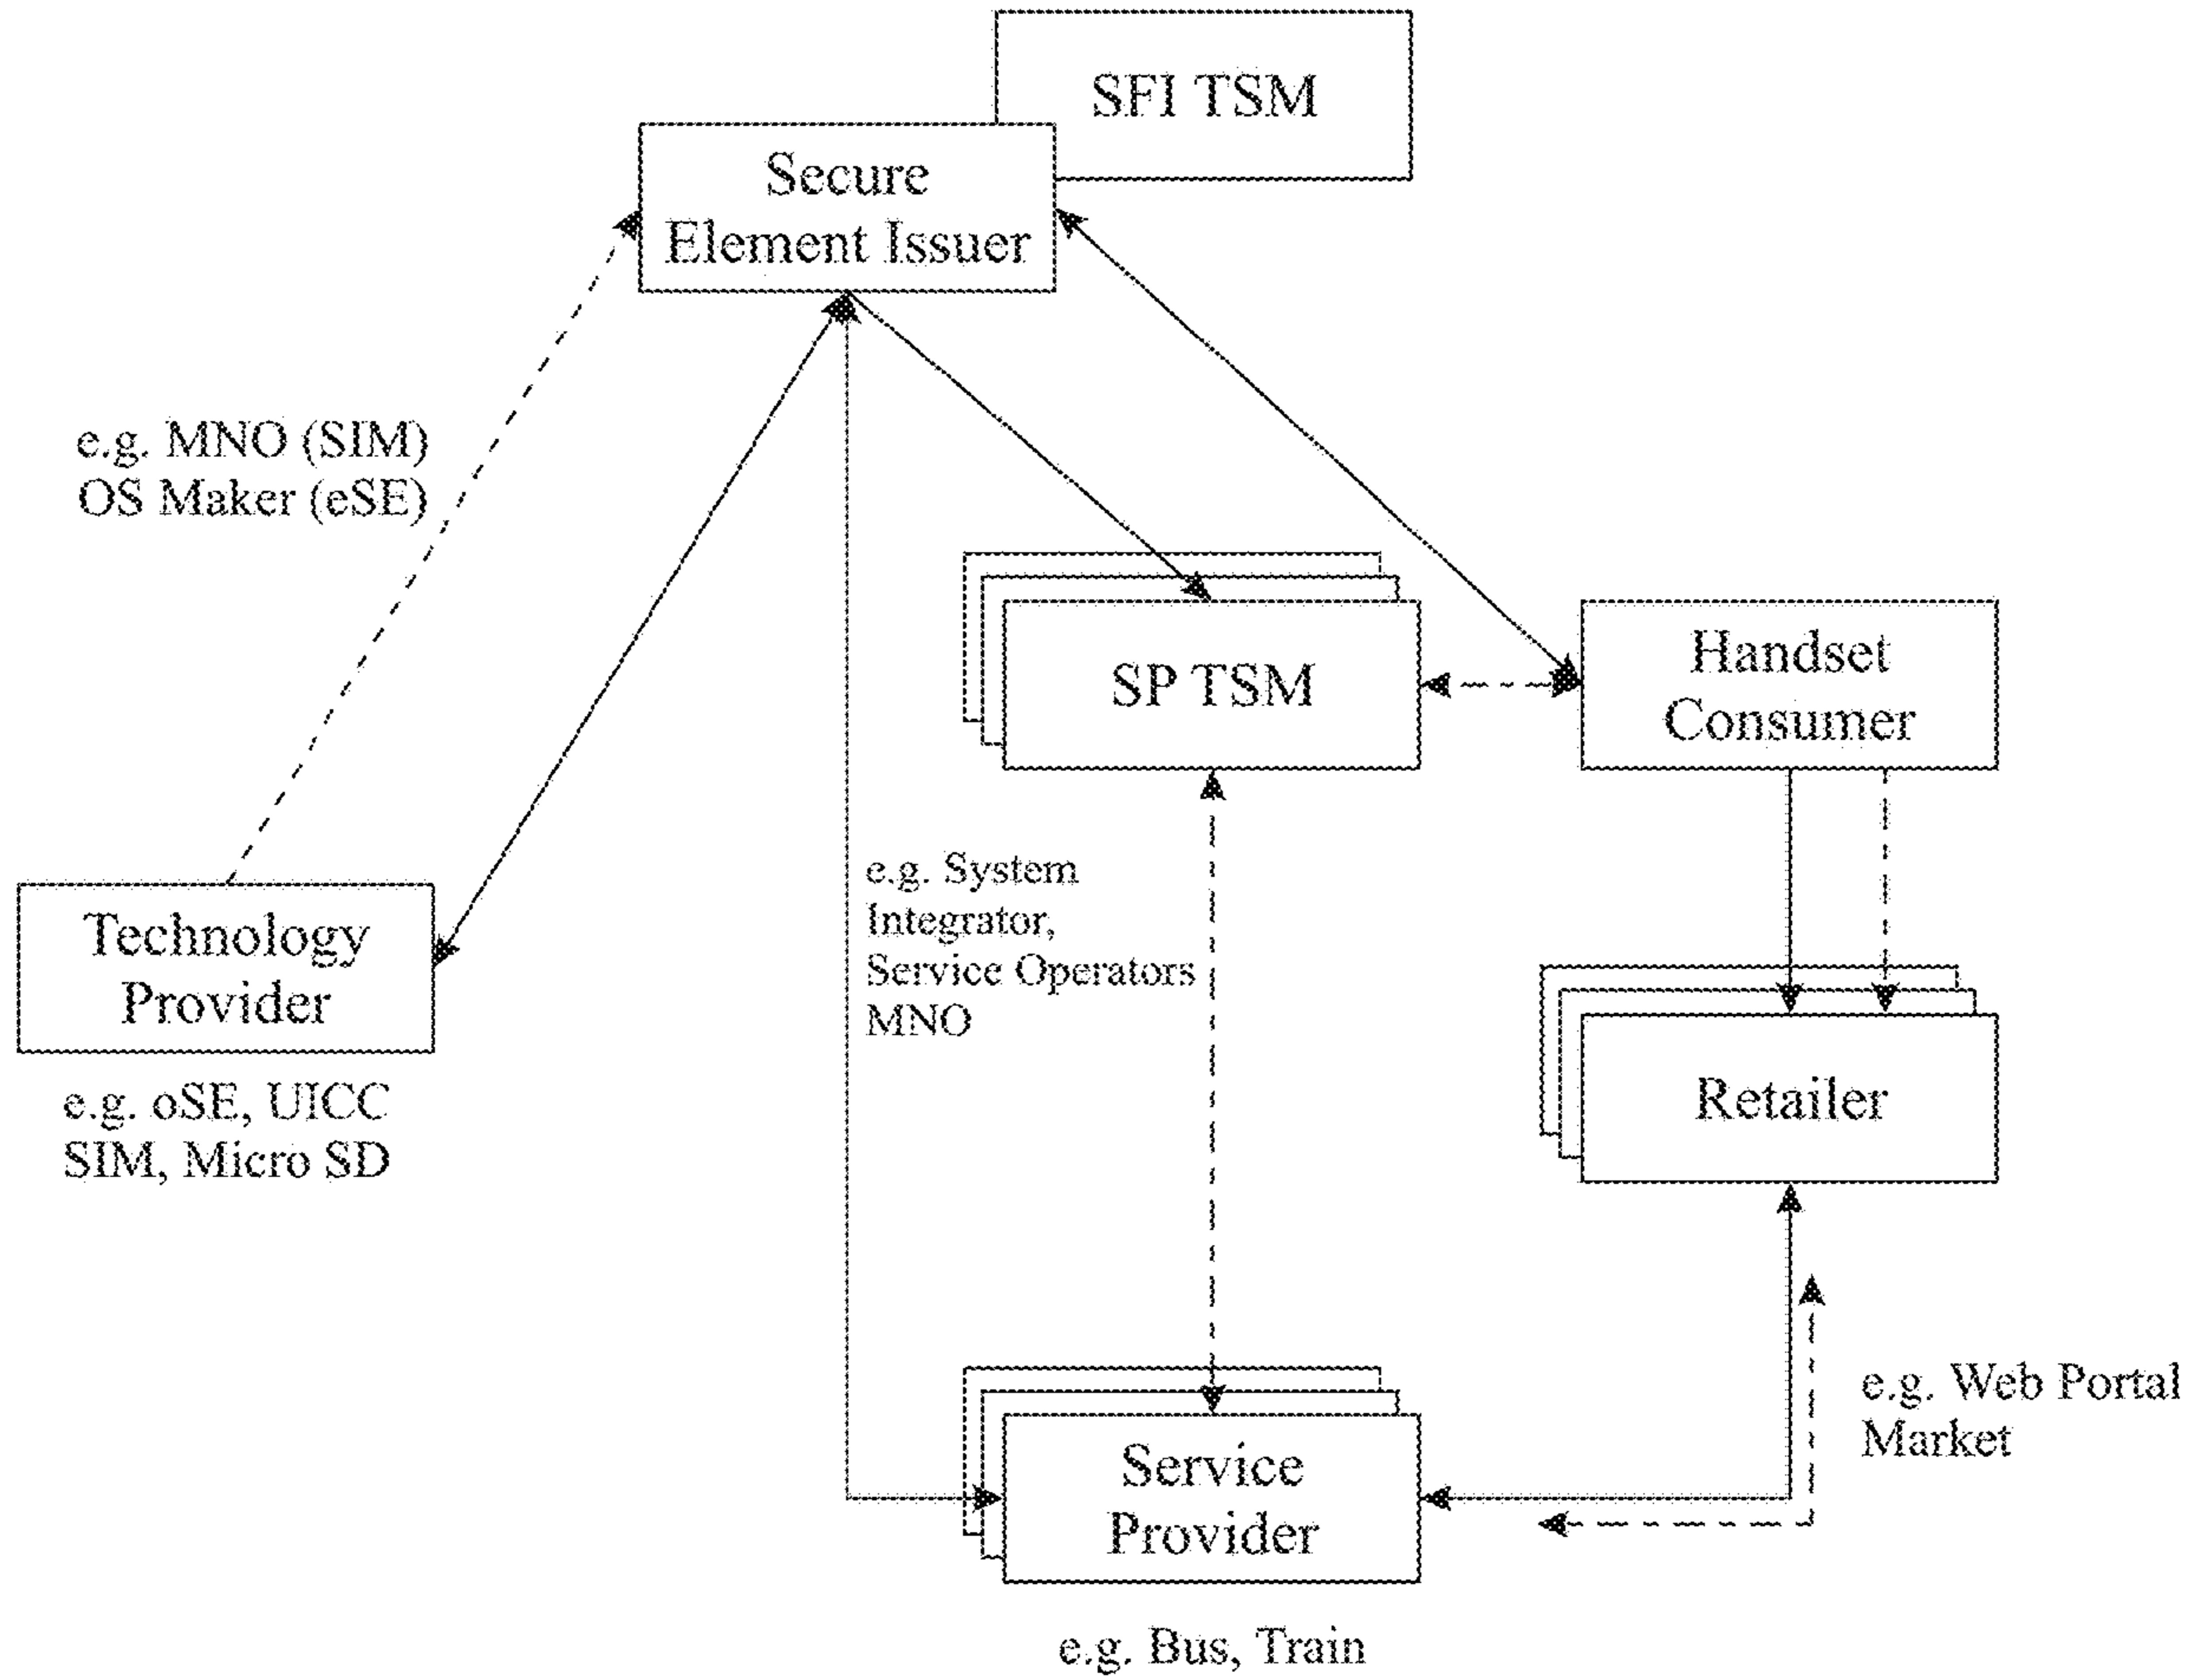 SFI TSM
Secure
Element Issuer
e.g. MNO (SIM)
OS Maker (eSE)
SP TSM
Handset
Consumer
e.g. System
Integrator,
Service Operators
MNO
Technology
Provider
e.g. oSE, UICC
SIM, Micro SD
Retailer
e.g. Web Portal
Market
Service
Provider
e.g. Bus, Train